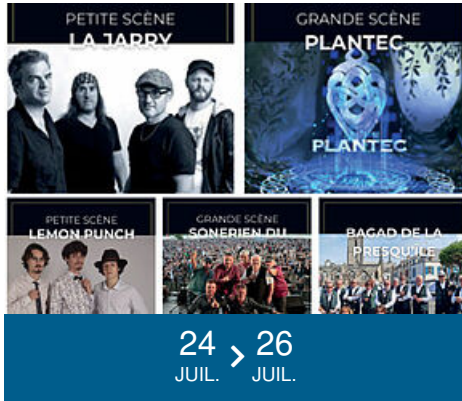 PETITE SCÈNE
LA JARRY
GRANDE SCÈNE
PLANTEC
PLANTEC
PETITE SCÈNE
LEMON PUNCH
GRANDE SCÈNE
SONERIEN DU
BAGAD DE LA
PRESQU'ÎLE
24 > 26
JUIL. JUIL.